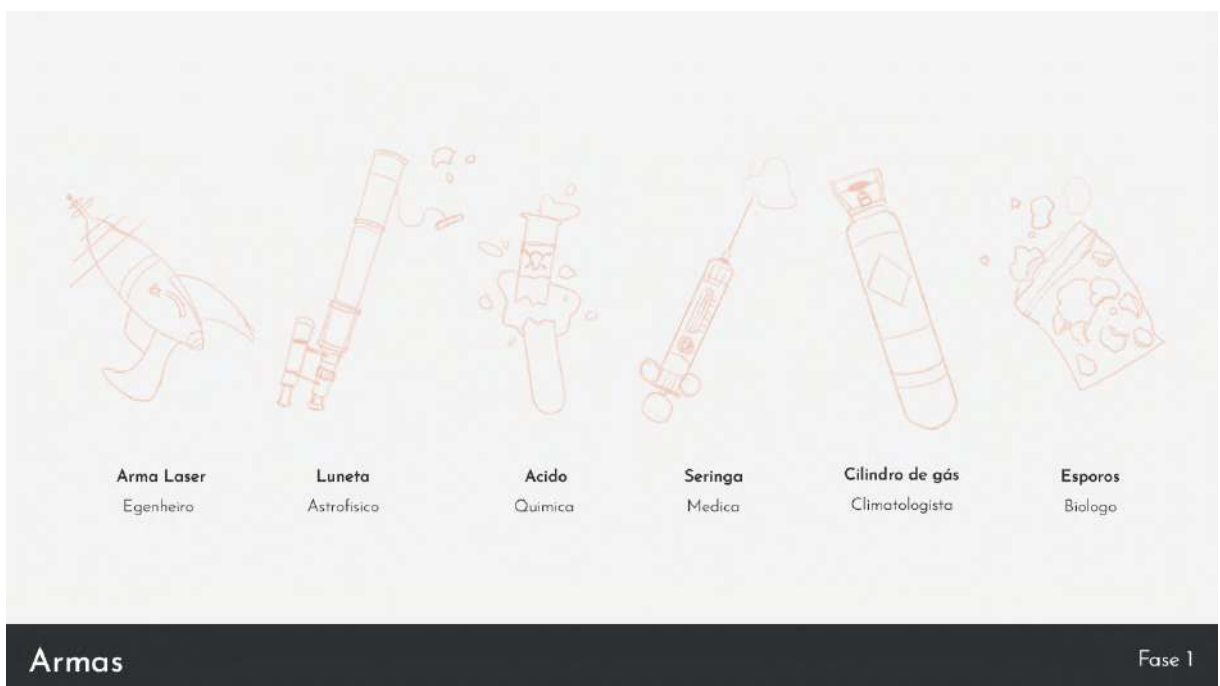 Arma Laser
Egenheiro
Luneta
Astrofisico
Acido
Quimica
Seringa
Medica
Cilindro de gás
Climatologista
Esporos
Biologo
Armas
Fase 1